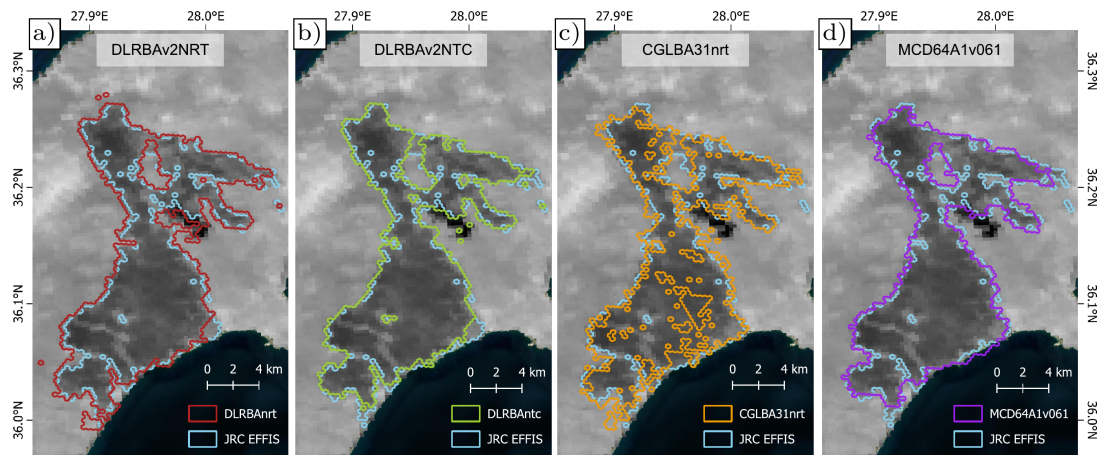 27.9°E 28.0°E 27.9°E 28.0°E 27.9°E 28.0°E 27.9°E 28.0°E
a) DLRBAv2NRT b) DLRBAv2NTC c) CGLBA31nrt d) MCD64A1v061
36.3°N 36.3°N
36.2°N 36.2°N
36.1°N 36.1°N
0 2 4 km 0 2 4 km 0 2 4 km 0 2 4 km
DLRBAnrt DLRBAntc CGLBA31nrt MCD64A1v061
36.0°N 36.0°N
JRC EFFIS JRC EFFIS JRC EFFIS JRC EFFIS